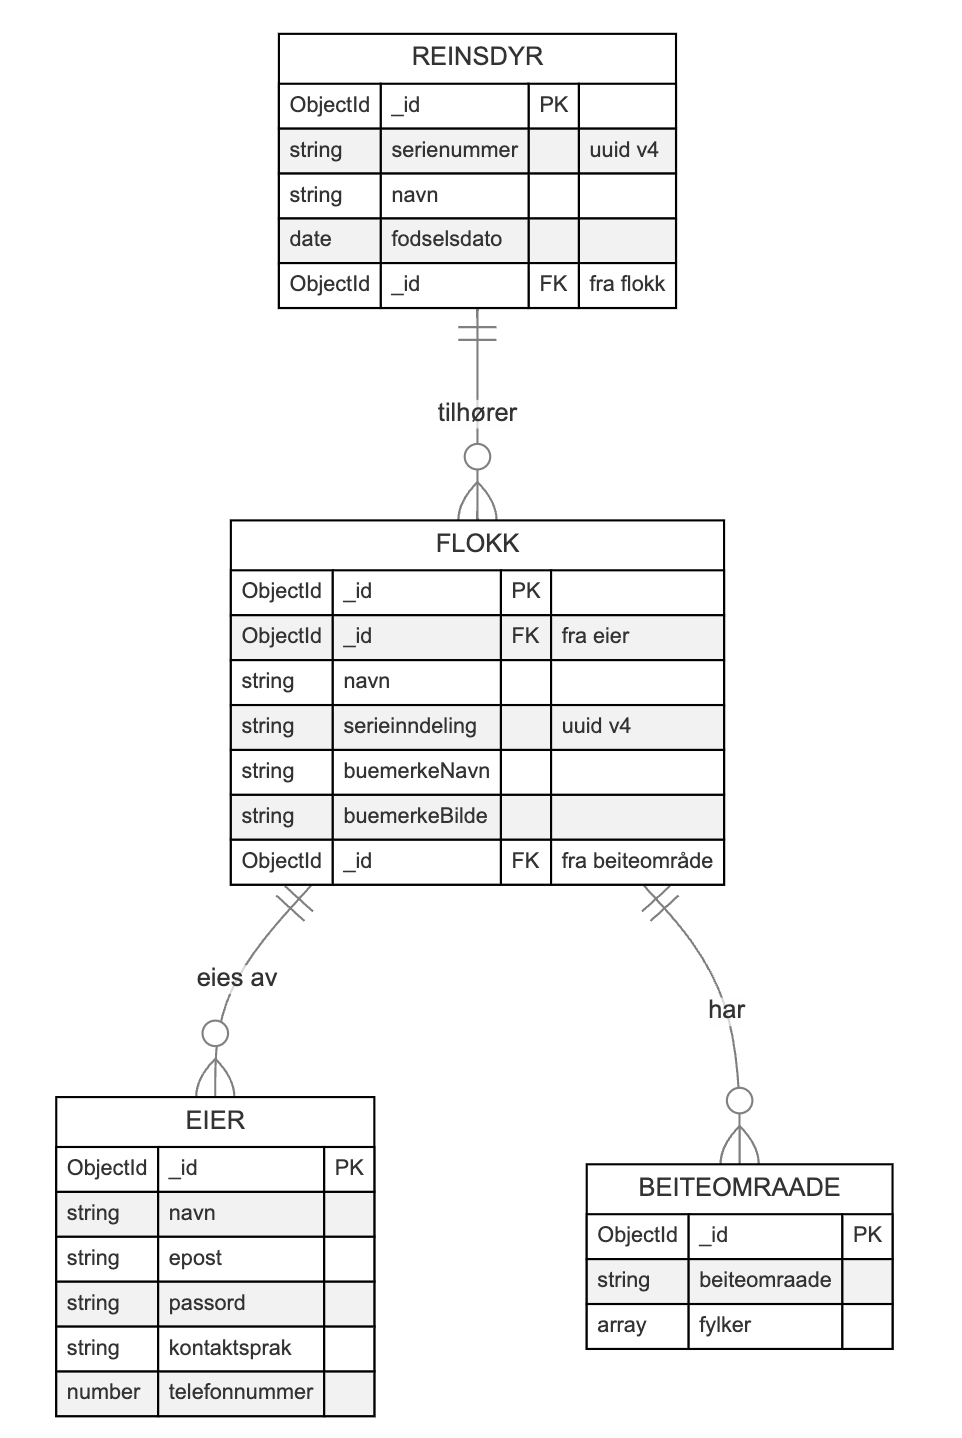 REINSDYR
ObjectId _id PK
string serienummer uuid v4
string navn
date fodselsdato
ObjectId _id FK fra flokk
tilhører
FLOKK
ObjectId _id PK
ObjectId _id FK fra eier
string navn
string serieinndeling uuid v4
string buemerkeNavn
string buemerkeBilde
ObjectId _id FK fra beiteområde
eies av
har
EIER
ObjectId _id PK
string navn
string epost
string passord
string kontaktsprak
number telefonnummer
BEITEOMRAADE
ObjectId _id PK
string beiteomraade
array fylker